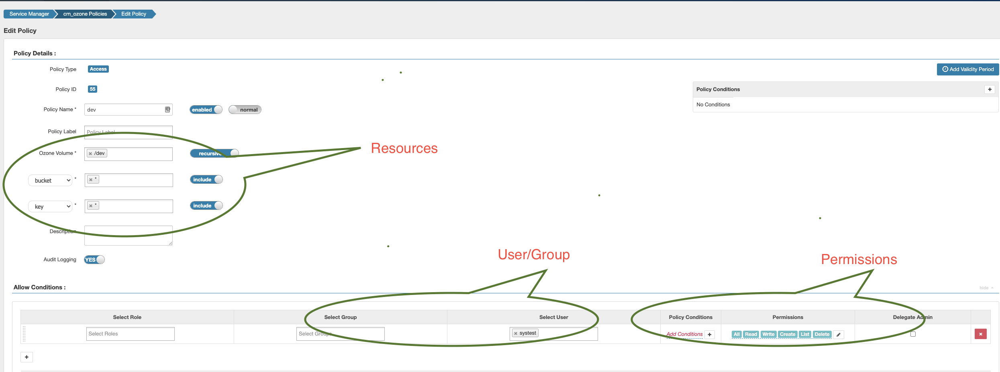 Service Manager cm_ozone Policies Edit Policy
Edit Policy
Policy Details :
Policy Type Access
Add Validity Period
Policy ID 55
Policy Conditions +
No Conditions
Policy Name * dev enabled normal
Policy Label Policy Label
Ozone Volume * × /dev recursive
Resources
bucket * × * include
key * × * include
Description
Audit Logging YES
User/Group
Permissions
Allow Conditions :
hide
Select Role Select Group Select User Policy Conditions Permissions Delegate Admin
Select Roles Select Groups × systest Add Conditions + All Read Write Create List Delete ×
+